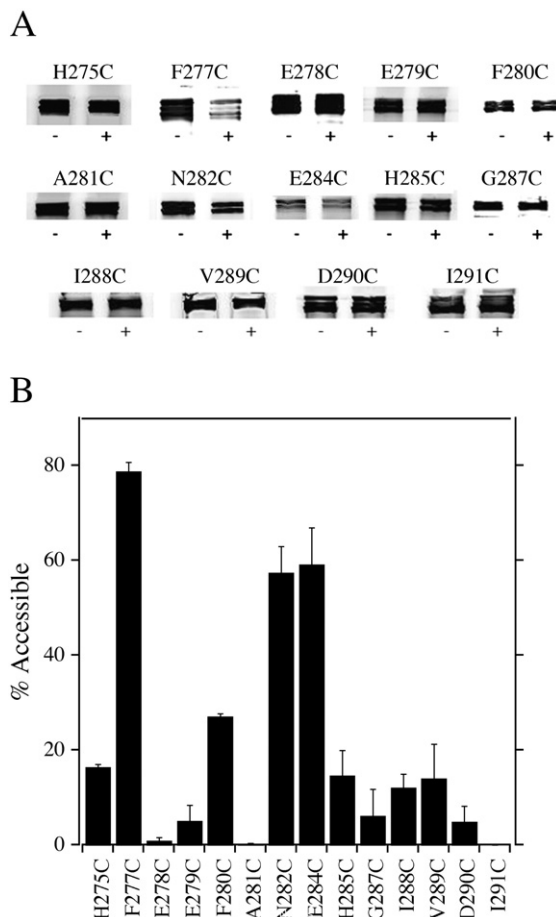 A
H275C F277C E278C E279C F280C
- + - + - + - + - +
A281C N282C E284C H285C G287C
- + - + - + - + - +
I288C V289C D290C I291C
- + - + - + - +
B
80
60
40
20
0
% Accessible
H275C F277C E278C E279C F280C A281C N282C E284C H285C G287C I288C V289C D290C I291C